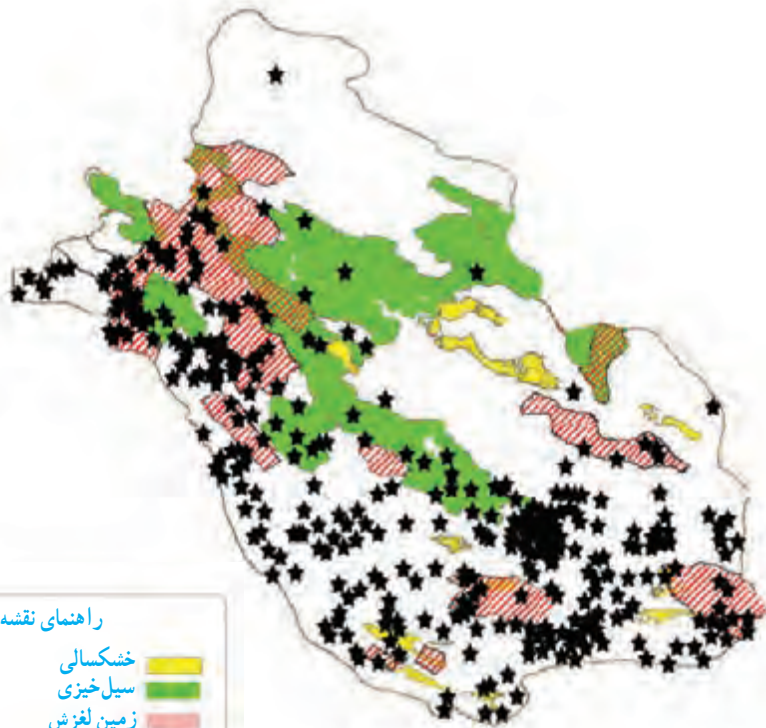 راهنمای نقشه
خشکسالی
سیل‌خیزی
زمین لغزش